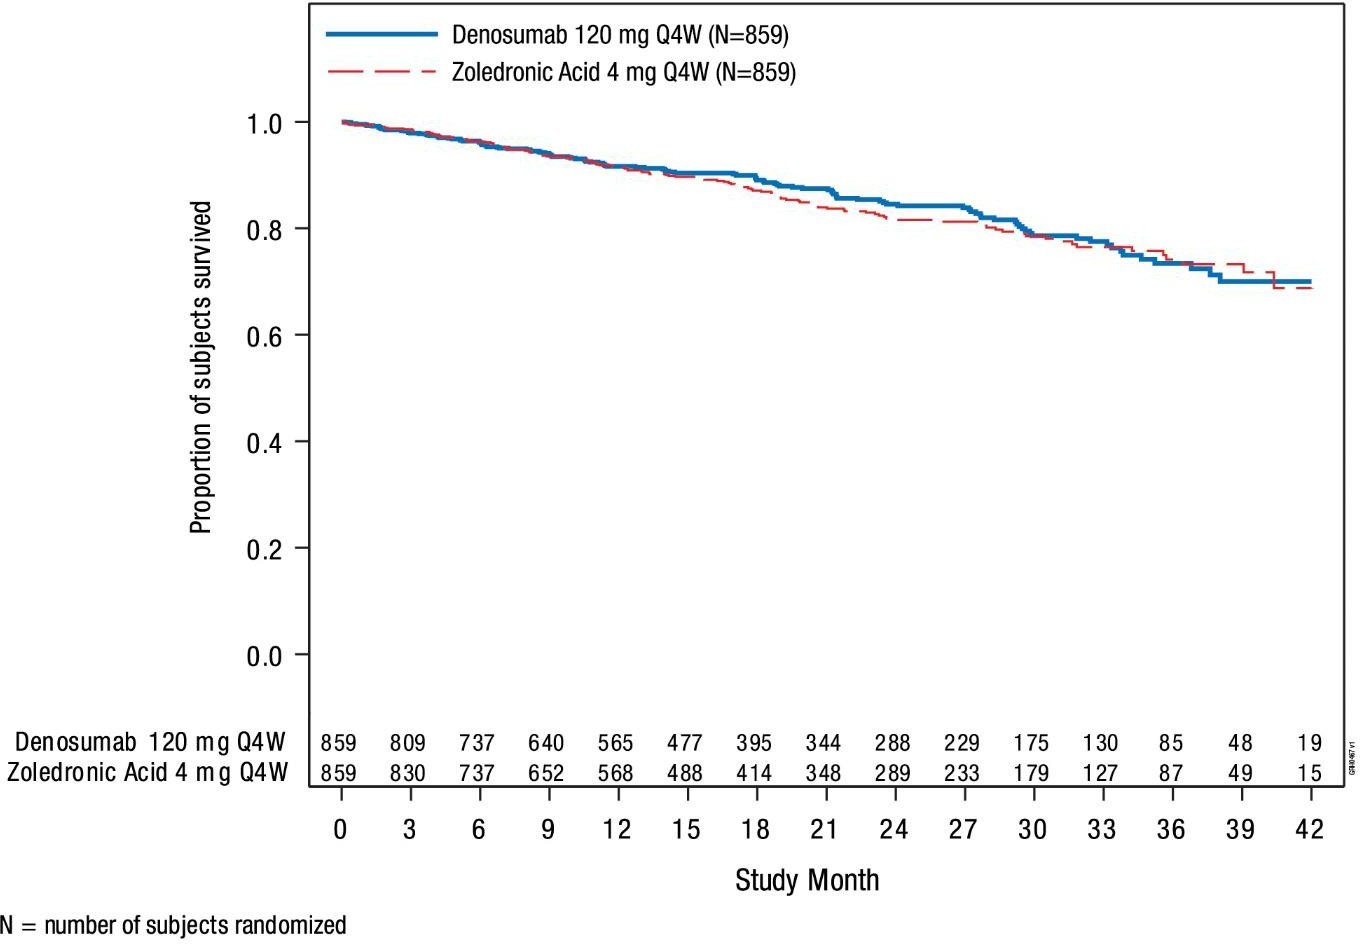 Denosumab 120 mg Q4W (N=859)
Zoledronic Acid 4 mg Q4W (N=859)
1.0
0.8
0.6
0.4
0.2
0.0
Proportion of subjects survived
Denosumab 120 mg Q4W 859 809 737 640 565 477 395 344 288 229 175 130 85 48 19
Zoledronic Acid 4 mg Q4W 859 830 737 652 568 488 414 348 289 233 179 127 87 49 15
0 3 6 9 12 15 18 21 24 27 30 33 36 39 42
Study Month
N = number of subjects randomized